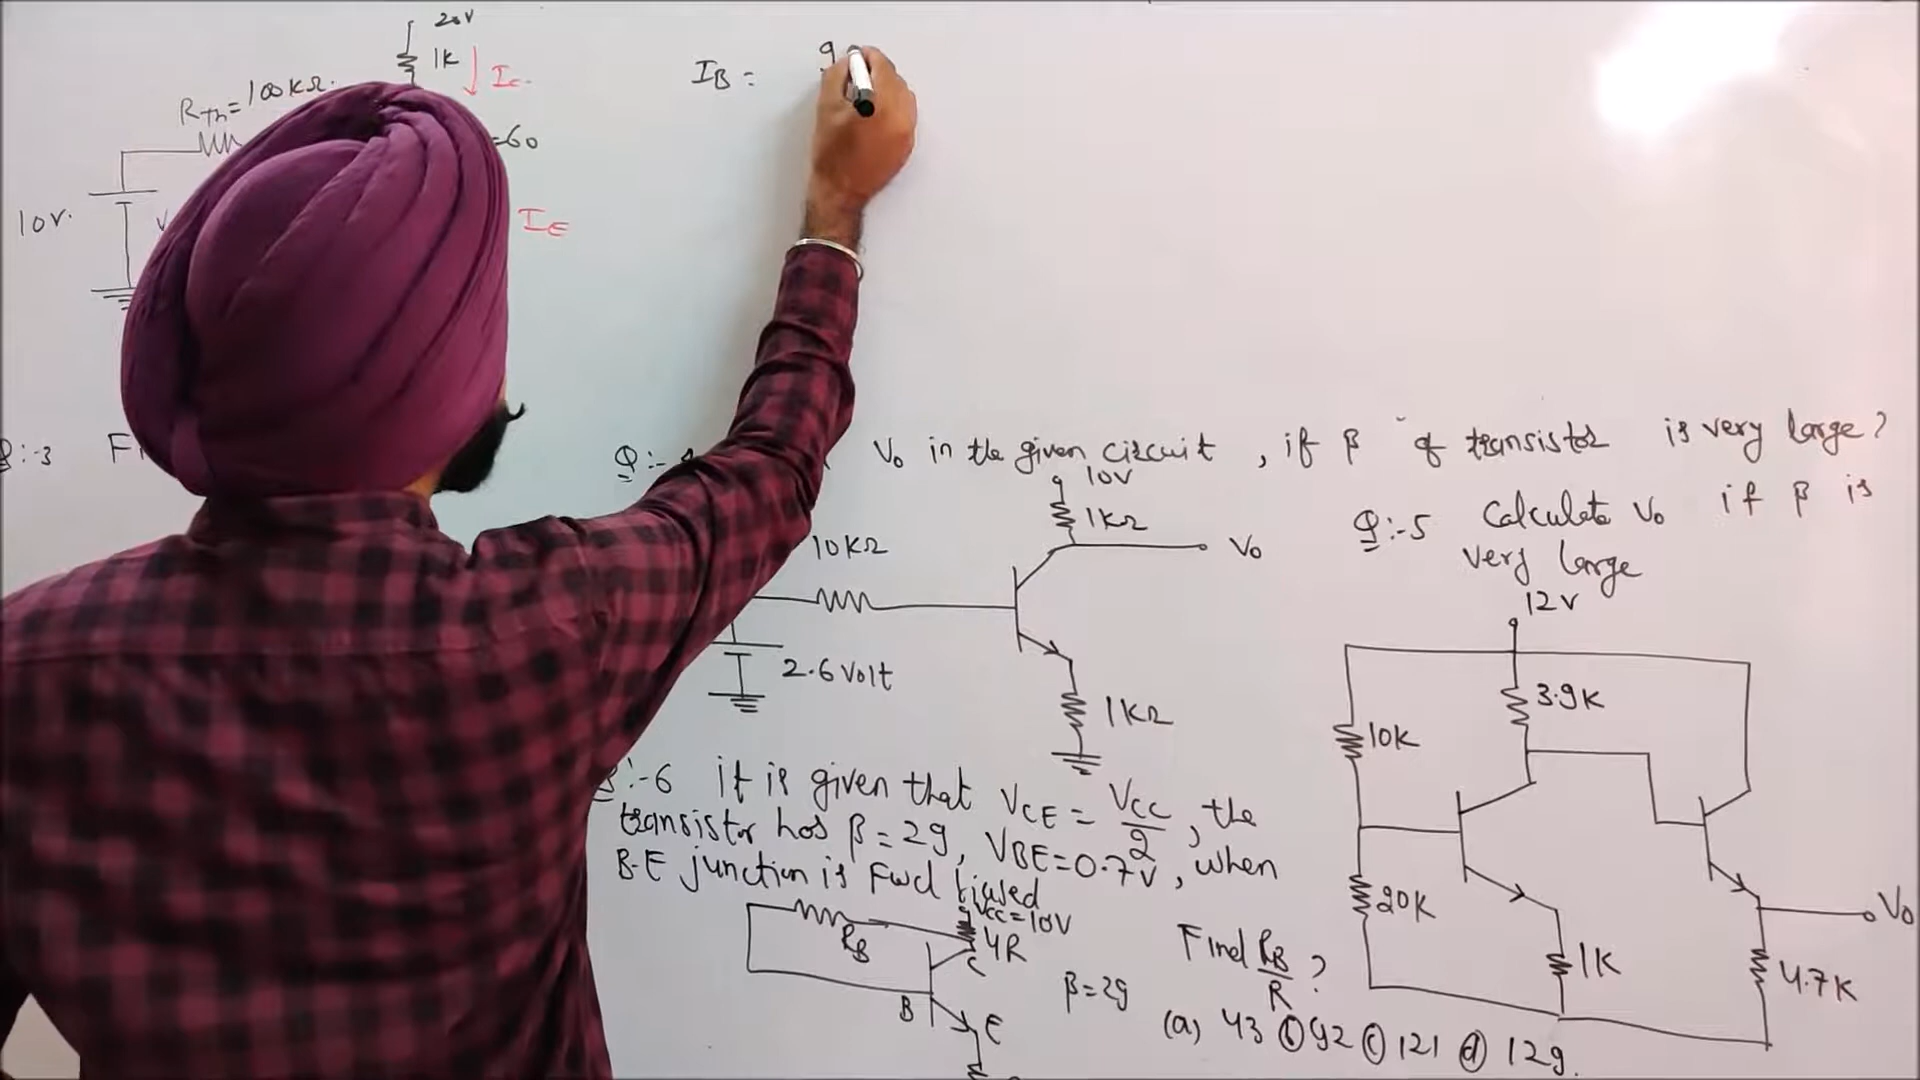 20V
1K
IC
Rth=100KΩ
=60
10V.
IE
IB = 9
Q:-3
Q:-
Vo in the given circuit, if β of transistor is very large?
10V
1KΩ
Vo
10KΩ
2.6 Volt
1KΩ
Q:-5 Calculate Vo if β is
very large
12V
3.9K
10K
20K
1K
Vo
4.7K
:-6 it is given that VCE = VCC/2, the
transistor has β = 29, VBE=0.7V, when
B-E junction is Fwd biased
VCC=10V
RB
4R
C
β=29
B
E
Find RB/R ?
(a) 43 (b) 92 (c) 121 (d) 129.